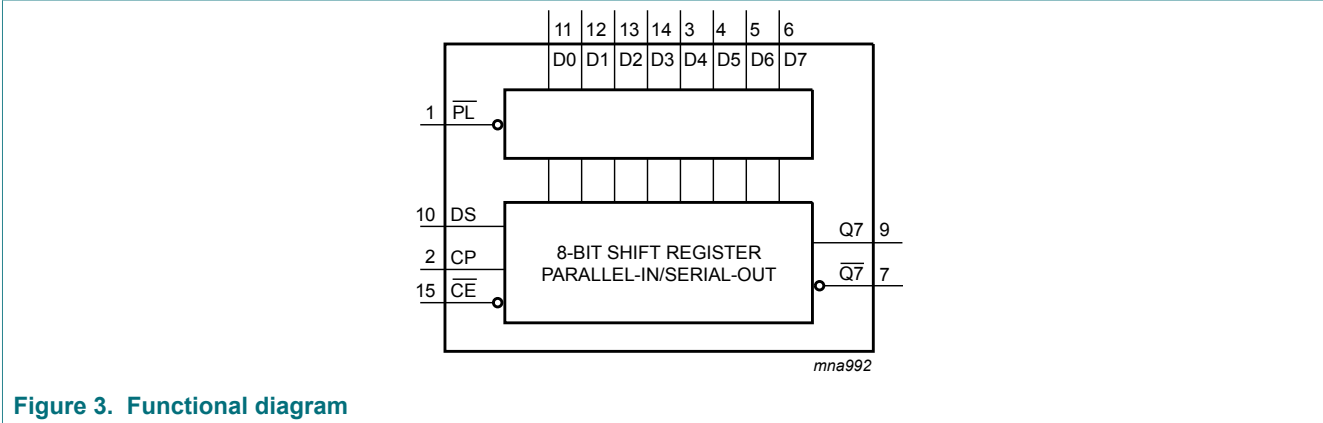 11 12 13 14 3 4 5 6
D0 D1 D2 D3 D4 D5 D6 D7
1 PL
10 DS
2 CP
15 CE
8-BIT SHIFT REGISTER
PARALLEL-IN/SERIAL-OUT
Q7 9
Q7 7
mna992
Figure 3. Functional diagram